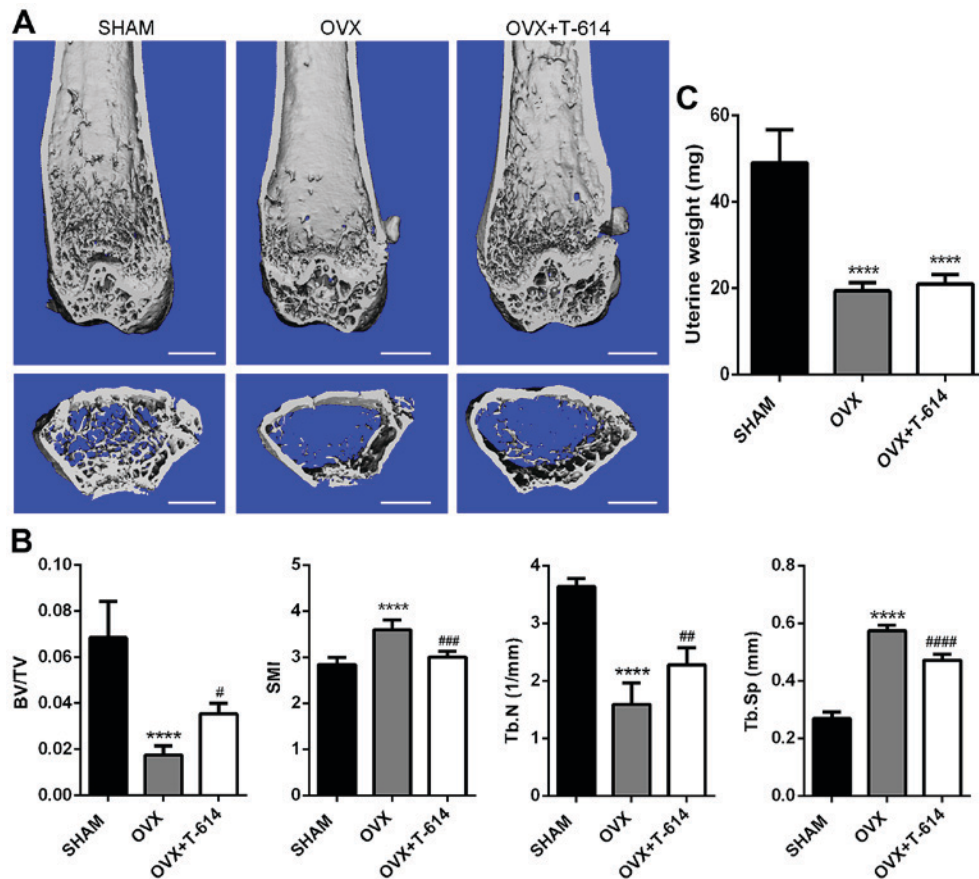 A
SHAM
OVX
OVX+T-614
C
Uterine weight (mg)
60
40
20
0
****
****
SHAM
OVX
OVX+T-614
B
BV/TV
0.10
0.08
0.06
0.04
0.02
0.00
****
#
SHAM
OVX
OVX+T-614
SMI
5
4
3
2
1
0
****
###
SHAM
OVX
OVX+T-614
Tb.N (1/mm)
4
3
2
1
0
****
##
SHAM
OVX
OVX+T-614
Tb.Sp (mm)
0.8
0.6
0.4
0.2
0.0
****
####
SHAM
OVX
OVX+T-614